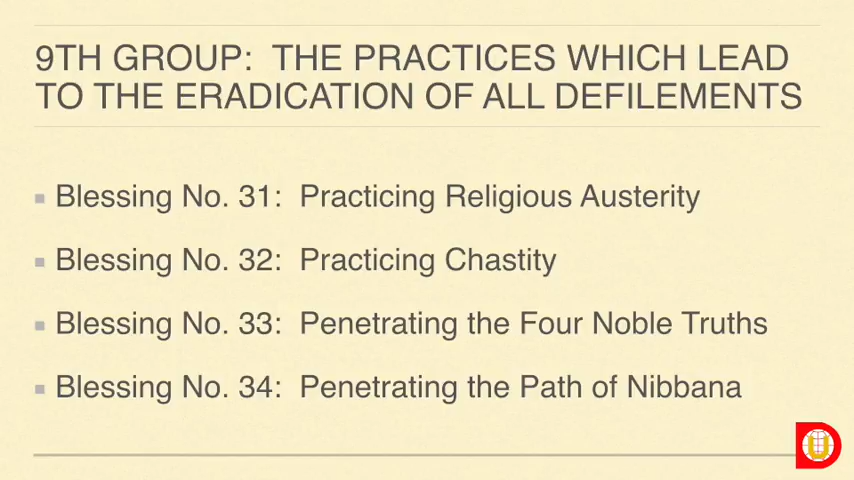 9TH GROUP: THE PRACTICES WHICH LEAD
TO THE ERADICATION OF ALL DEFILEMENTS
Blessing No. 31: Practicing Religious Austerity
Blessing No. 32: Practicing Chastity
Blessing No. 33: Penetrating the Four Noble Truths
Blessing No. 34: Penetrating the Path of Nibbana
D
U